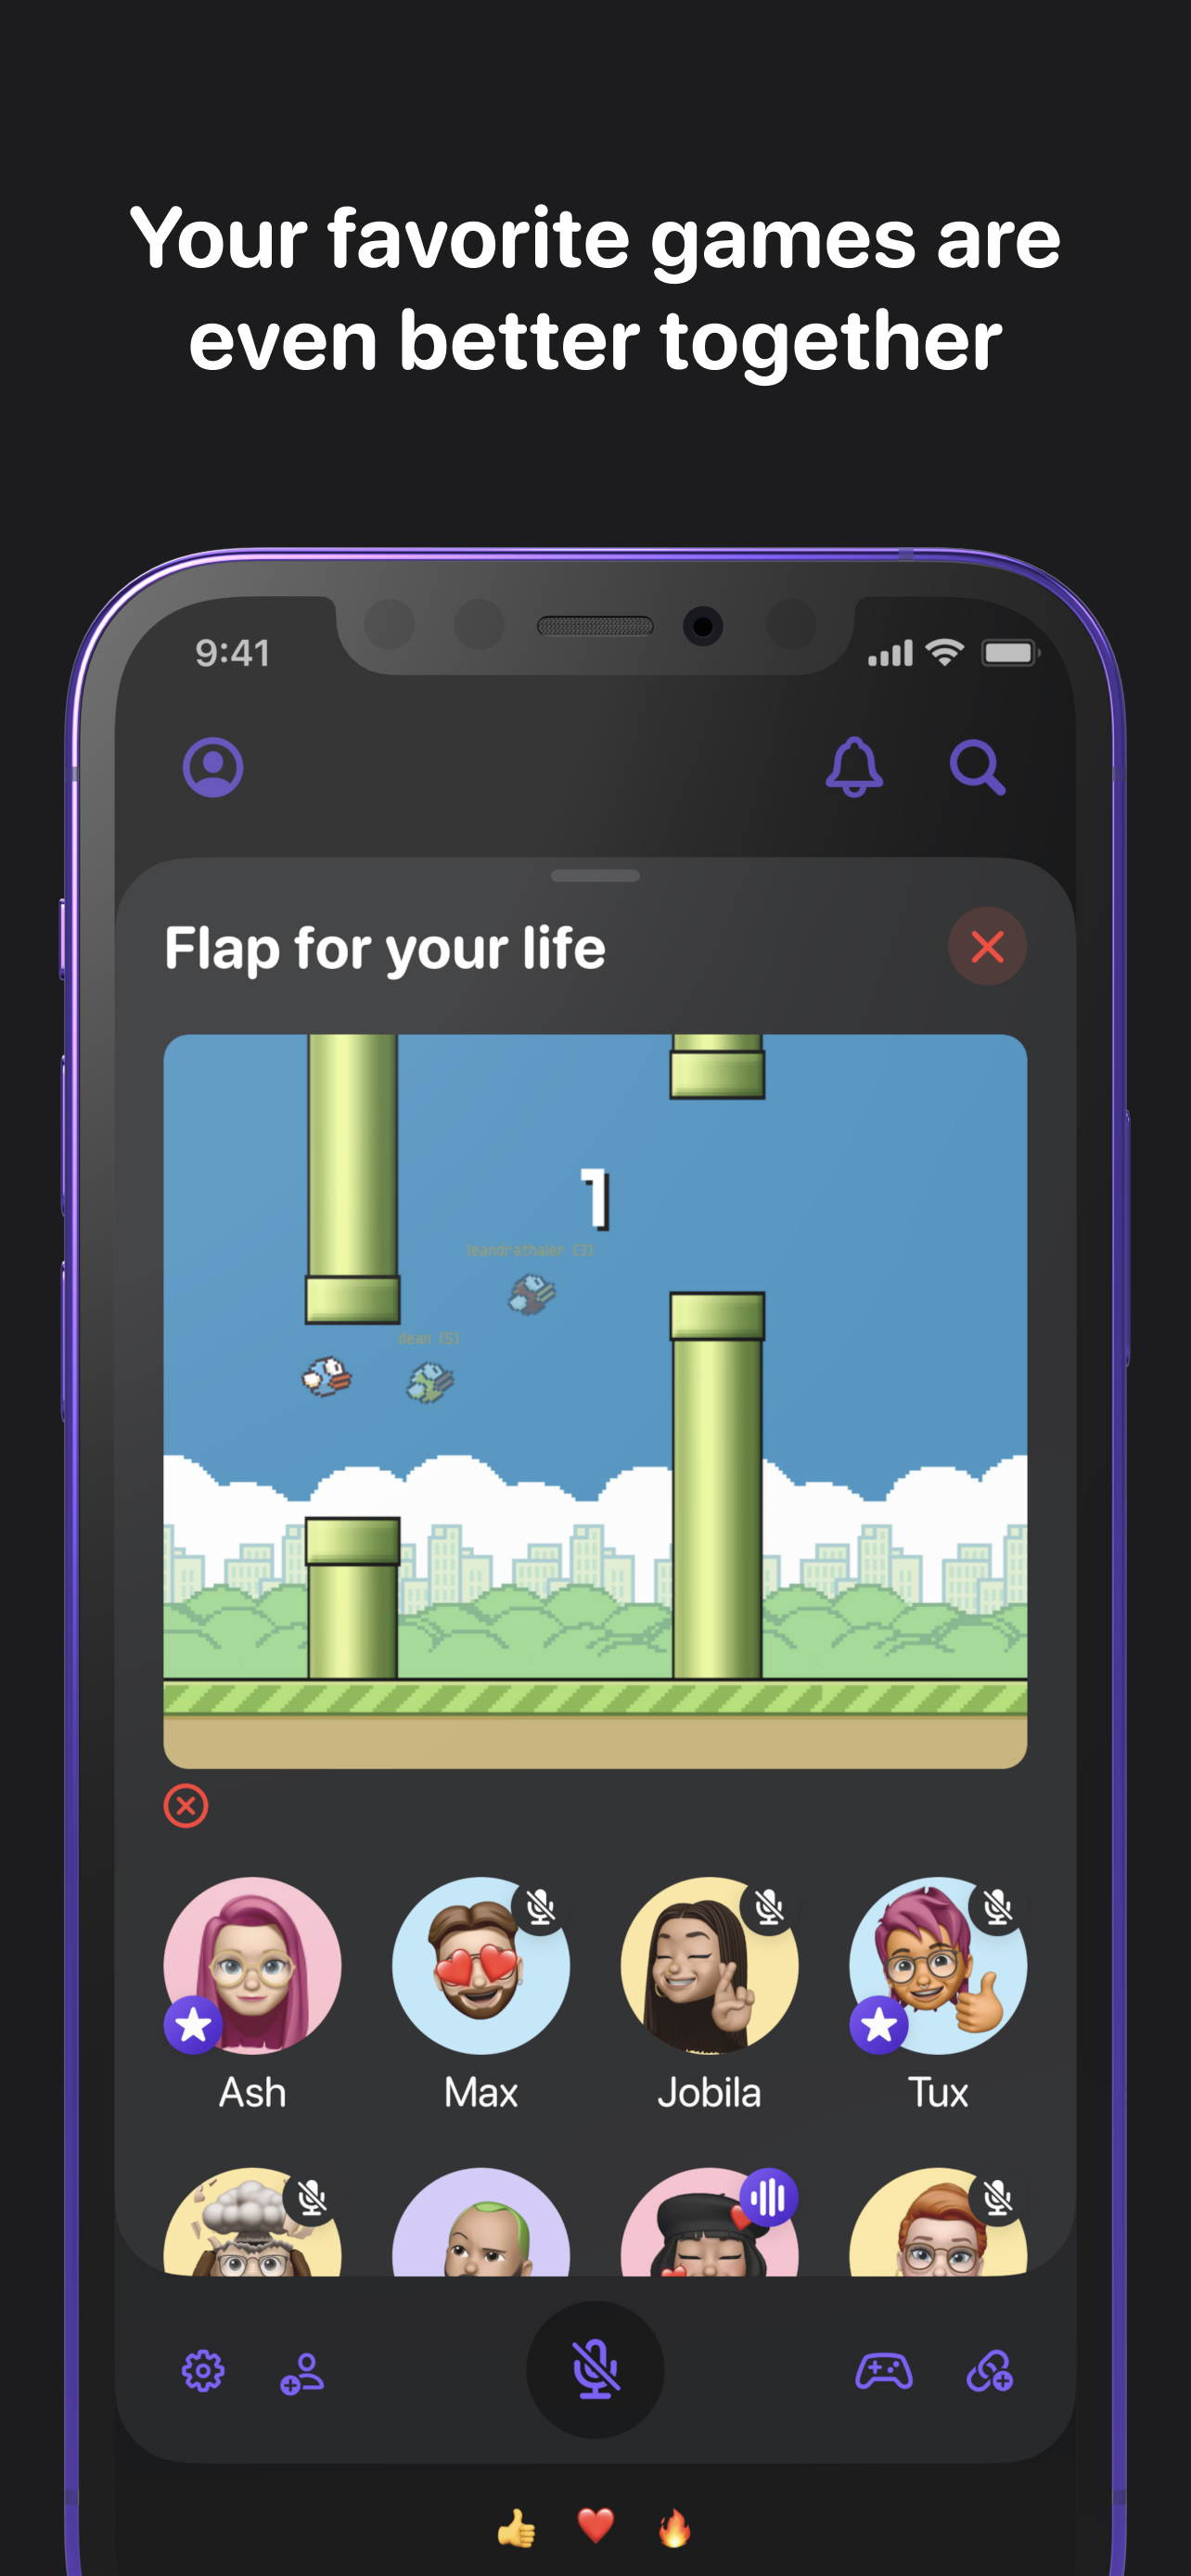 Your favorite games are
even better together
9:41
Flap for your life
1
leandrathaler (3)
dean (5)
Ash
Max
Jobila
Tux